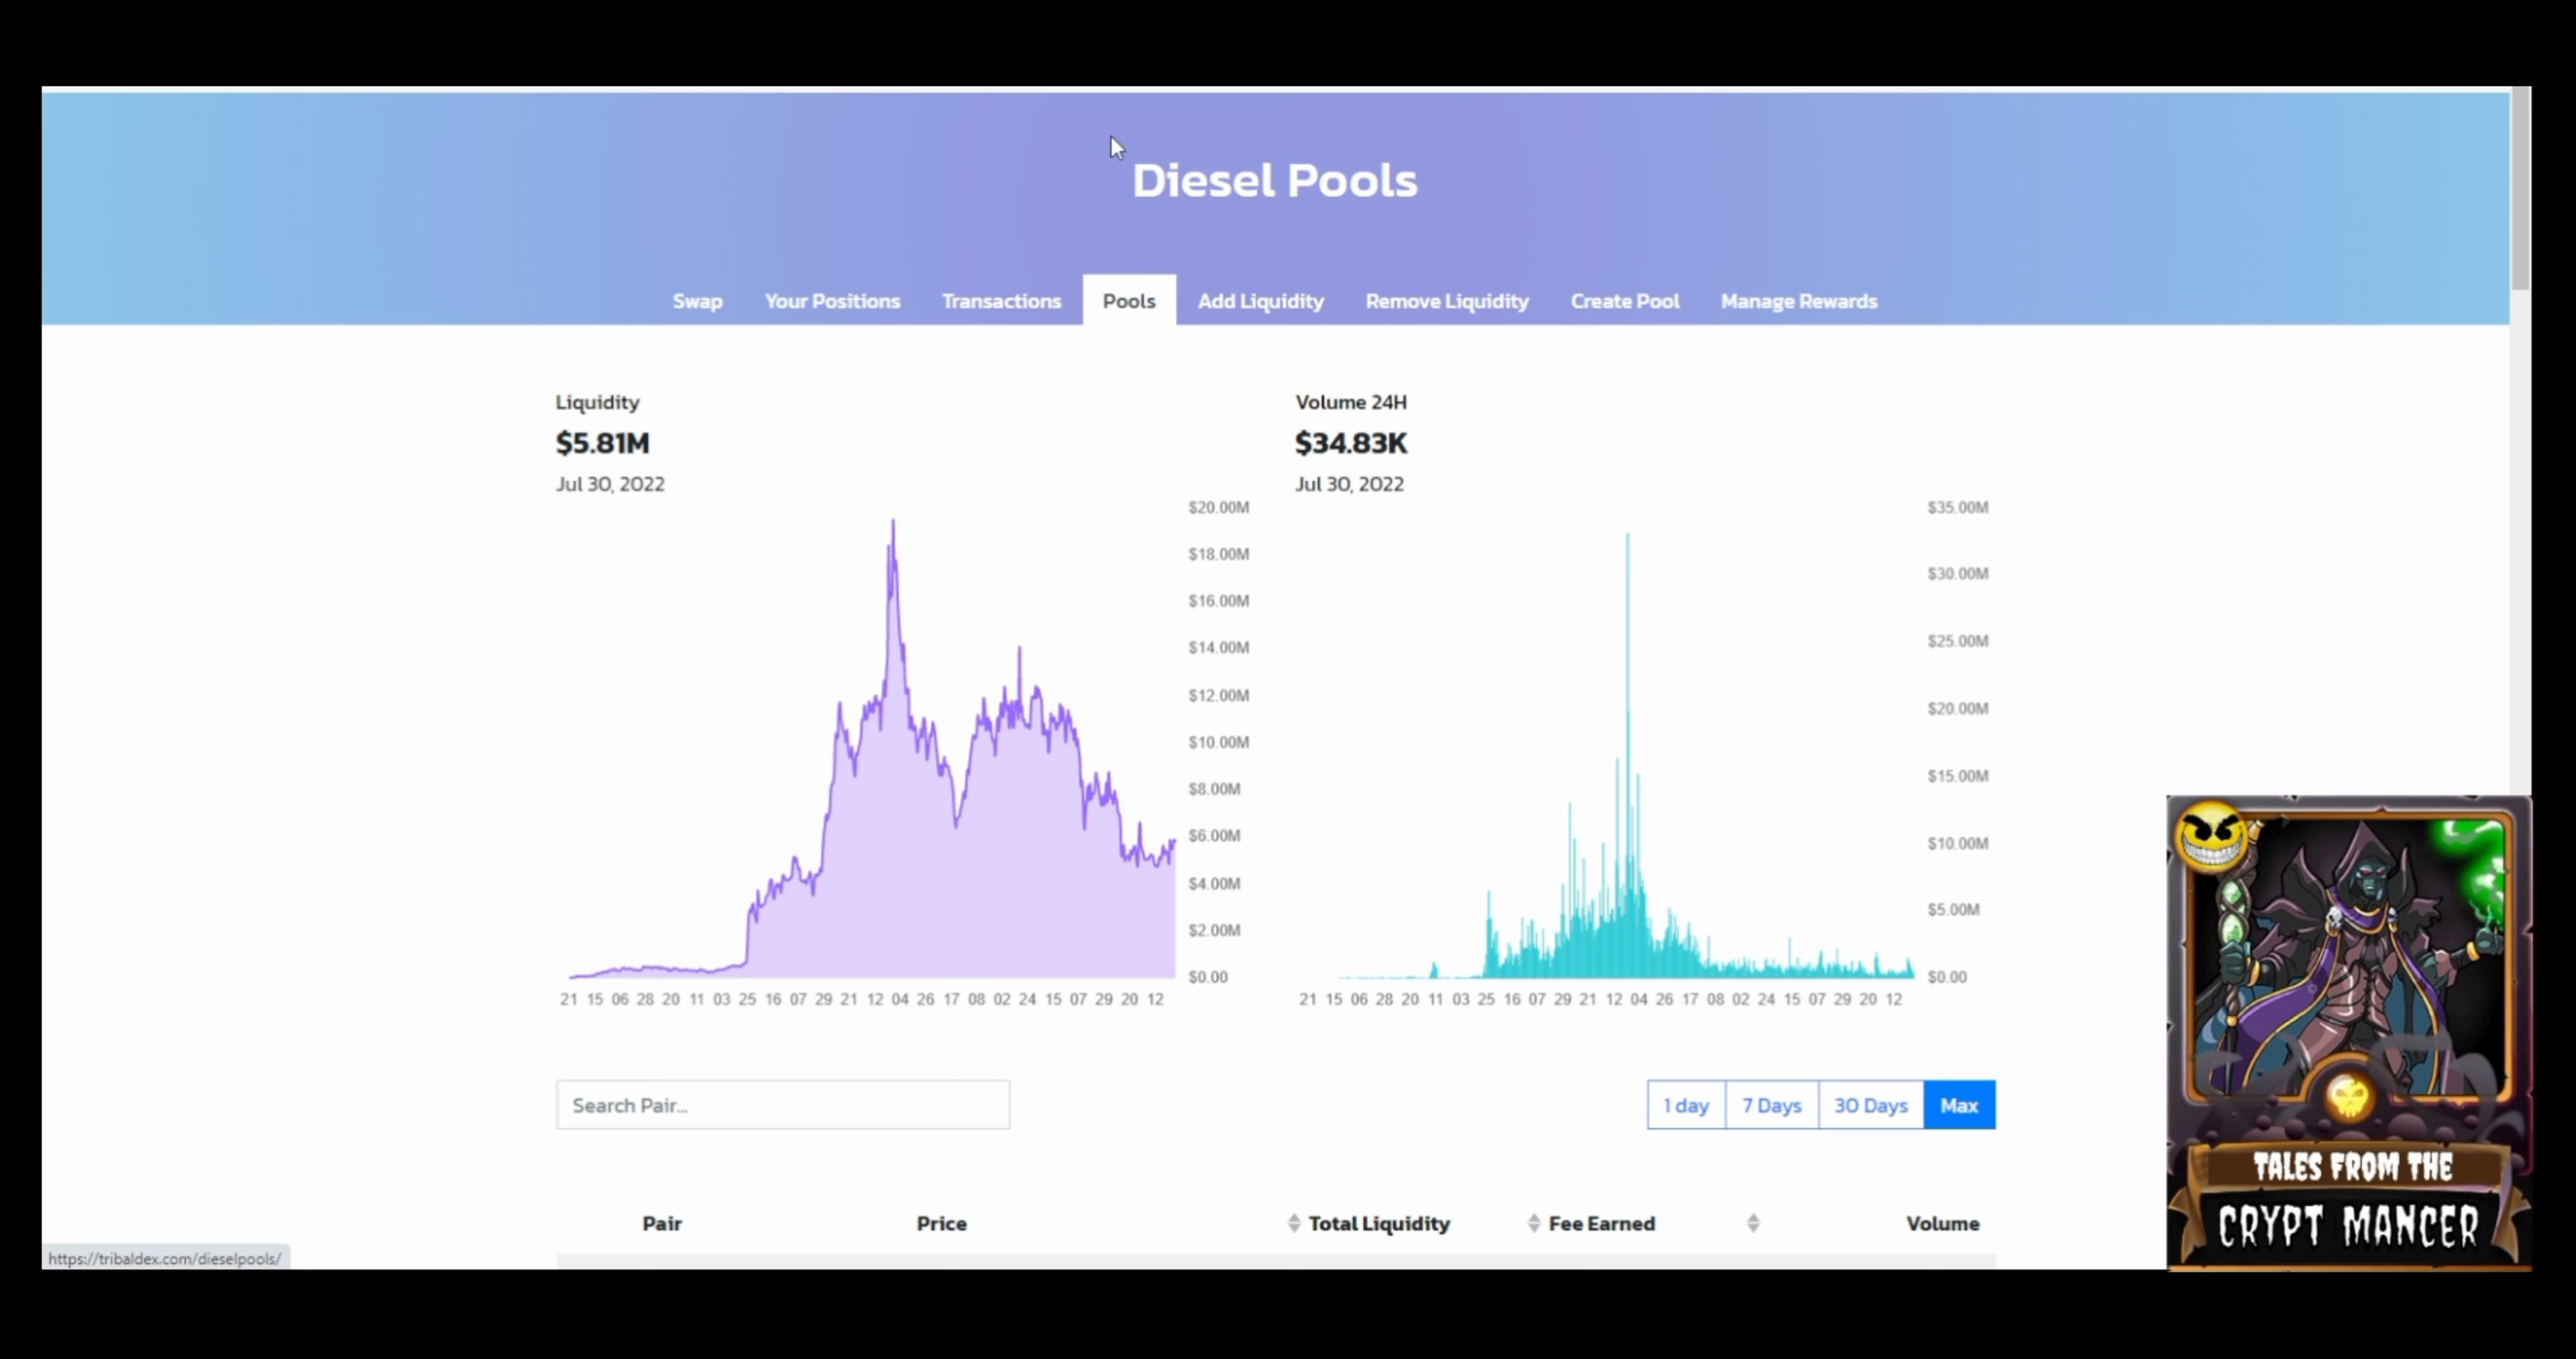 Diesel Pools
Swap Your Positions Transactions Pools Add Liquidity Remove Liquidity Create Pool Manage Rewards
Liquidity
$5.81M
Jul 30, 2022
$20.00M
$18.00M
$16.00M
$14.00M
$12.00M
$10.00M
$8.00M
$6.00M
$4.00M
$2.00M
$0.00
21 15 06 28 20 11 03 25 16 07 29 21 12 04 26 17 08 02 24 15 07 29 20 12
Volume 24H
$34.83K
Jul 30, 2022
$35.00M
$30.00M
$25.00M
$20.00M
$15.00M
$10.00M
$5.00M
$0.00
21 15 06 28 20 11 03 25 16 07 29 21 12 04 26 17 08 02 24 15 07 29 20 12
Search Pair...
1 day 7 Days 30 Days Max
Pair Price Total Liquidity Fee Earned Volume
https://tribaldex.com/dieselpools/
TALES FROM THE
CRYPT MANCER